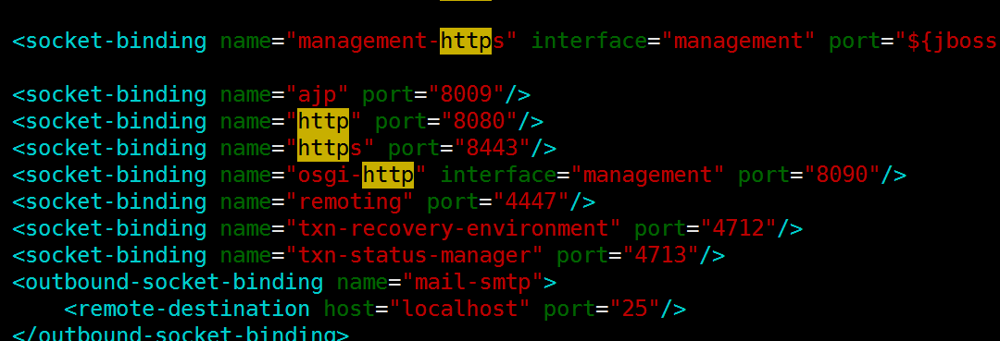 <socket-binding name="management-https" interface="management" port="${jboss
<socket-binding name="ajp" port="8009"/>
<socket-binding name="http" port="8080"/>
<socket-binding name="https" port="8443"/>
<socket-binding name="osgi-http" interface="management" port="8090"/>
<socket-binding name="remoting" port="4447"/>
<socket-binding name="txn-recovery-environment" port="4712"/>
<socket-binding name="txn-status-manager" port="4713"/>
<outbound-socket-binding name="mail-smtp">
    <remote-destination host="localhost" port="25"/>
</outbound-socket-binding>